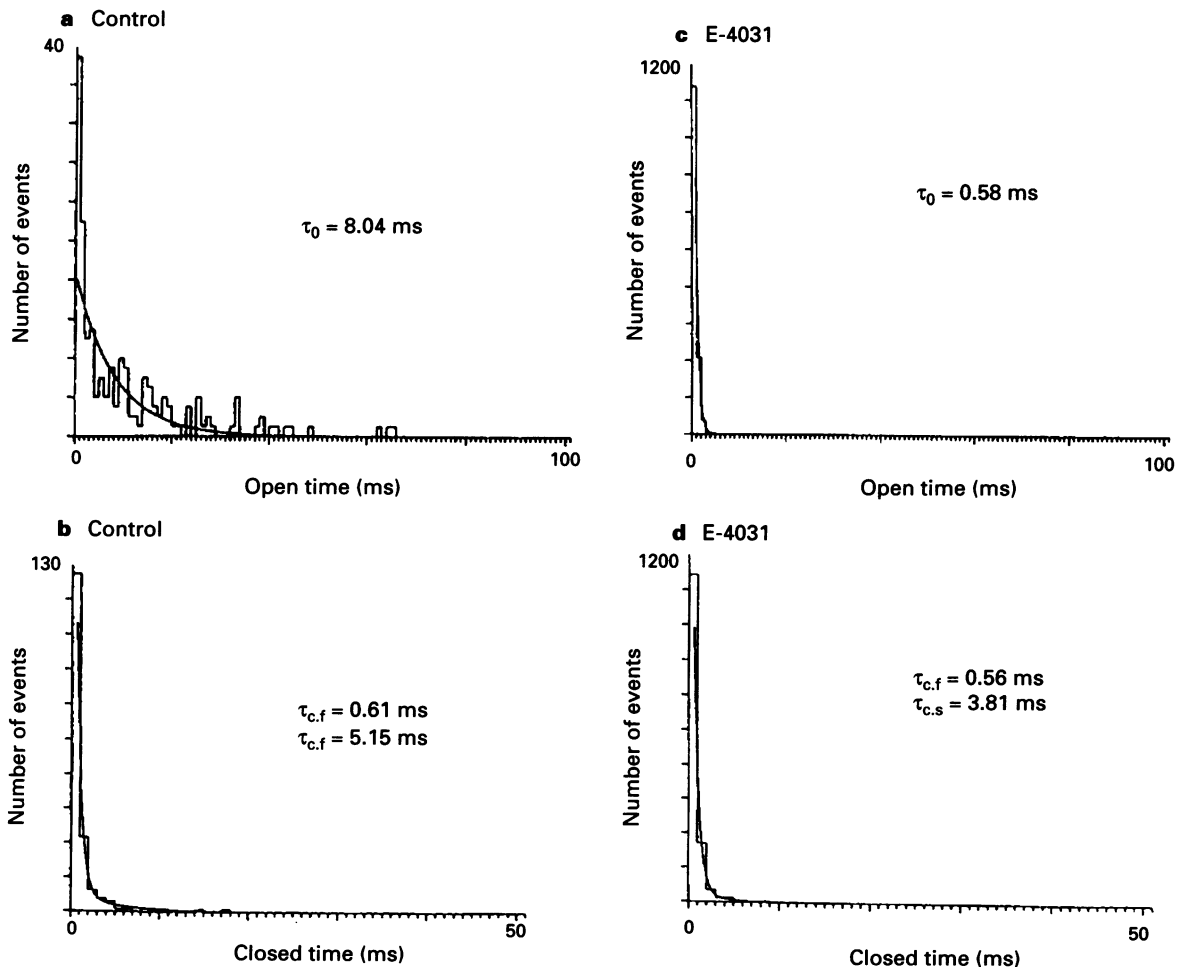 a Control
40
Number of events
τ0 = 8.04 ms
0
100
Open time (ms)
c E-4031
1200
Number of events
τ0 = 0.58 ms
0
100
Open time (ms)
b Control
130
Number of events
τc.f = 0.61 ms
τc.f = 5.15 ms
0
50
Closed time (ms)
d E-4031
1200
Number of events
τc.f = 0.56 ms
τc.s = 3.81 ms
0
50
Closed time (ms)